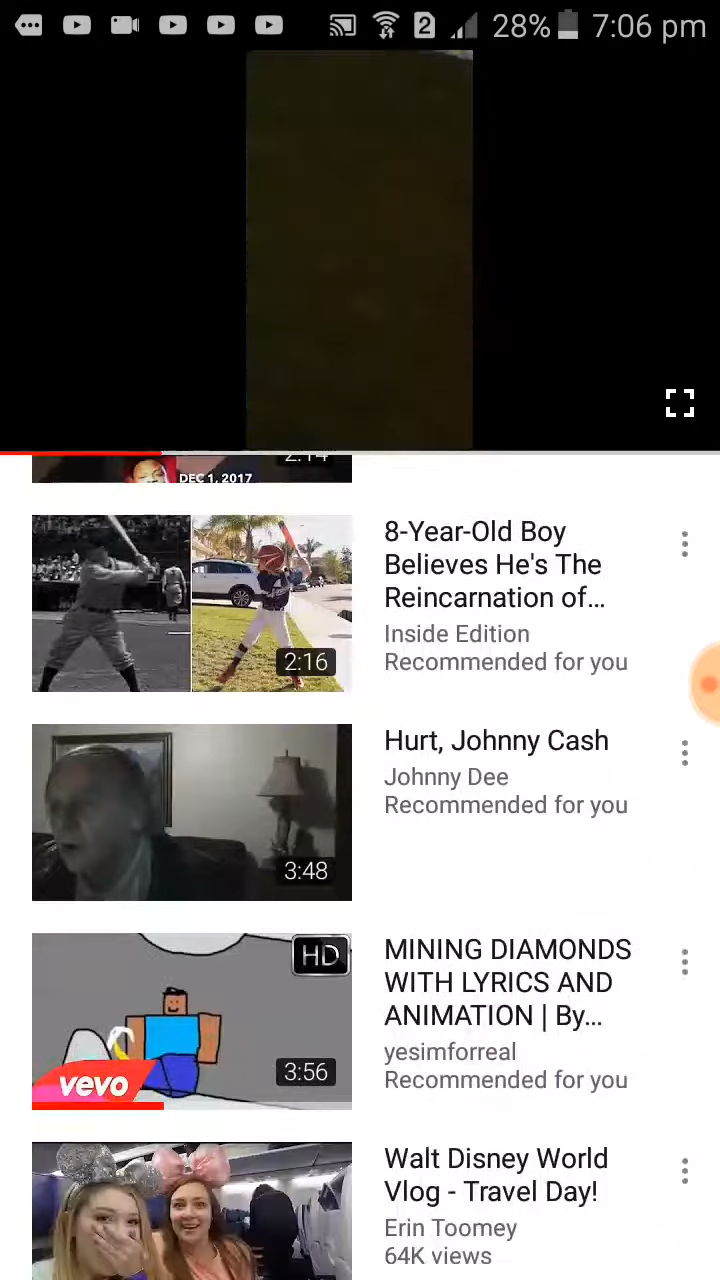 2 28% 7:06 pm
2:14
DEC 1, 2017
8-Year-Old Boy
Believes He's The
Reincarnation of...
Inside Edition
Recommended for you
2:16
Hurt, Johnny Cash
Johnny Dee
Recommended for you
3:48
HD
MINING DIAMONDS
WITH LYRICS AND
ANIMATION | By...
yesimforreal
Recommended for you
3:56
vevo
Walt Disney World
Vlog - Travel Day!
Erin Toomey
64K views